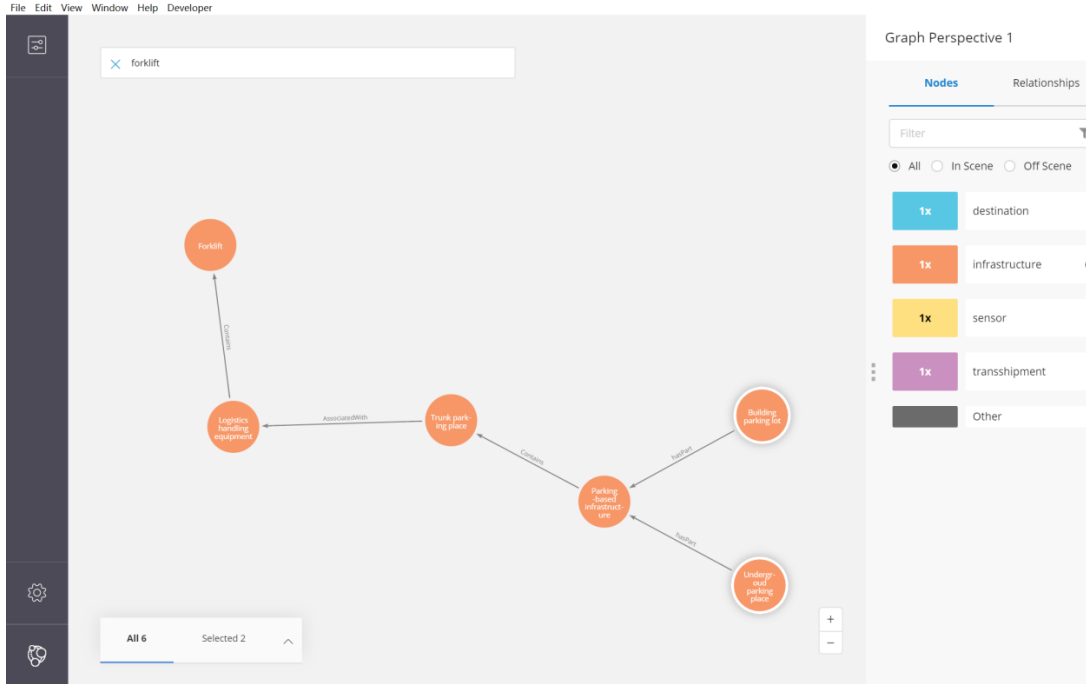 File Edit View Window Help Developer
forklift
Graph Perspective 1
Nodes Relationships
Filter
All In Scene Off Scene
1x destination
1x infrastructure
1x sensor
1x transshipment
Other
Forklift
Contains
Logistics
handling
equipment
AssociatedWith
Trunk park-
ing place
Contains
Building
parking lot
hasPart
Parking
-based
infrastruct-
ure
hasPart
Undergr-
oud
parking
place
All 6 Selected 2
+
−